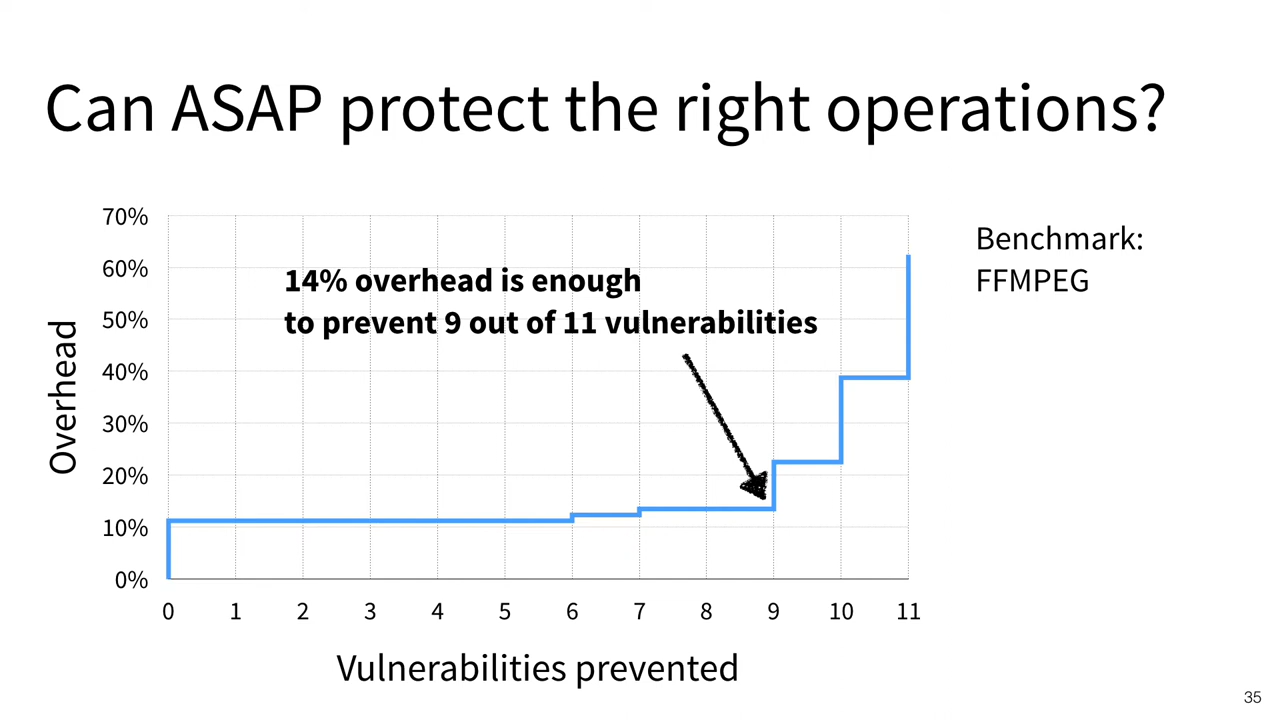 Can ASAP protect the right operations?
70%
60%
50%
40%
30%
20%
10%
0%
Overhead
14% overhead is enough
to prevent 9 out of 11 vulnerabilities
Benchmark:
FFMPEG
0 1 2 3 4 5 6 7 8 9 10 11
Vulnerabilities prevented
35